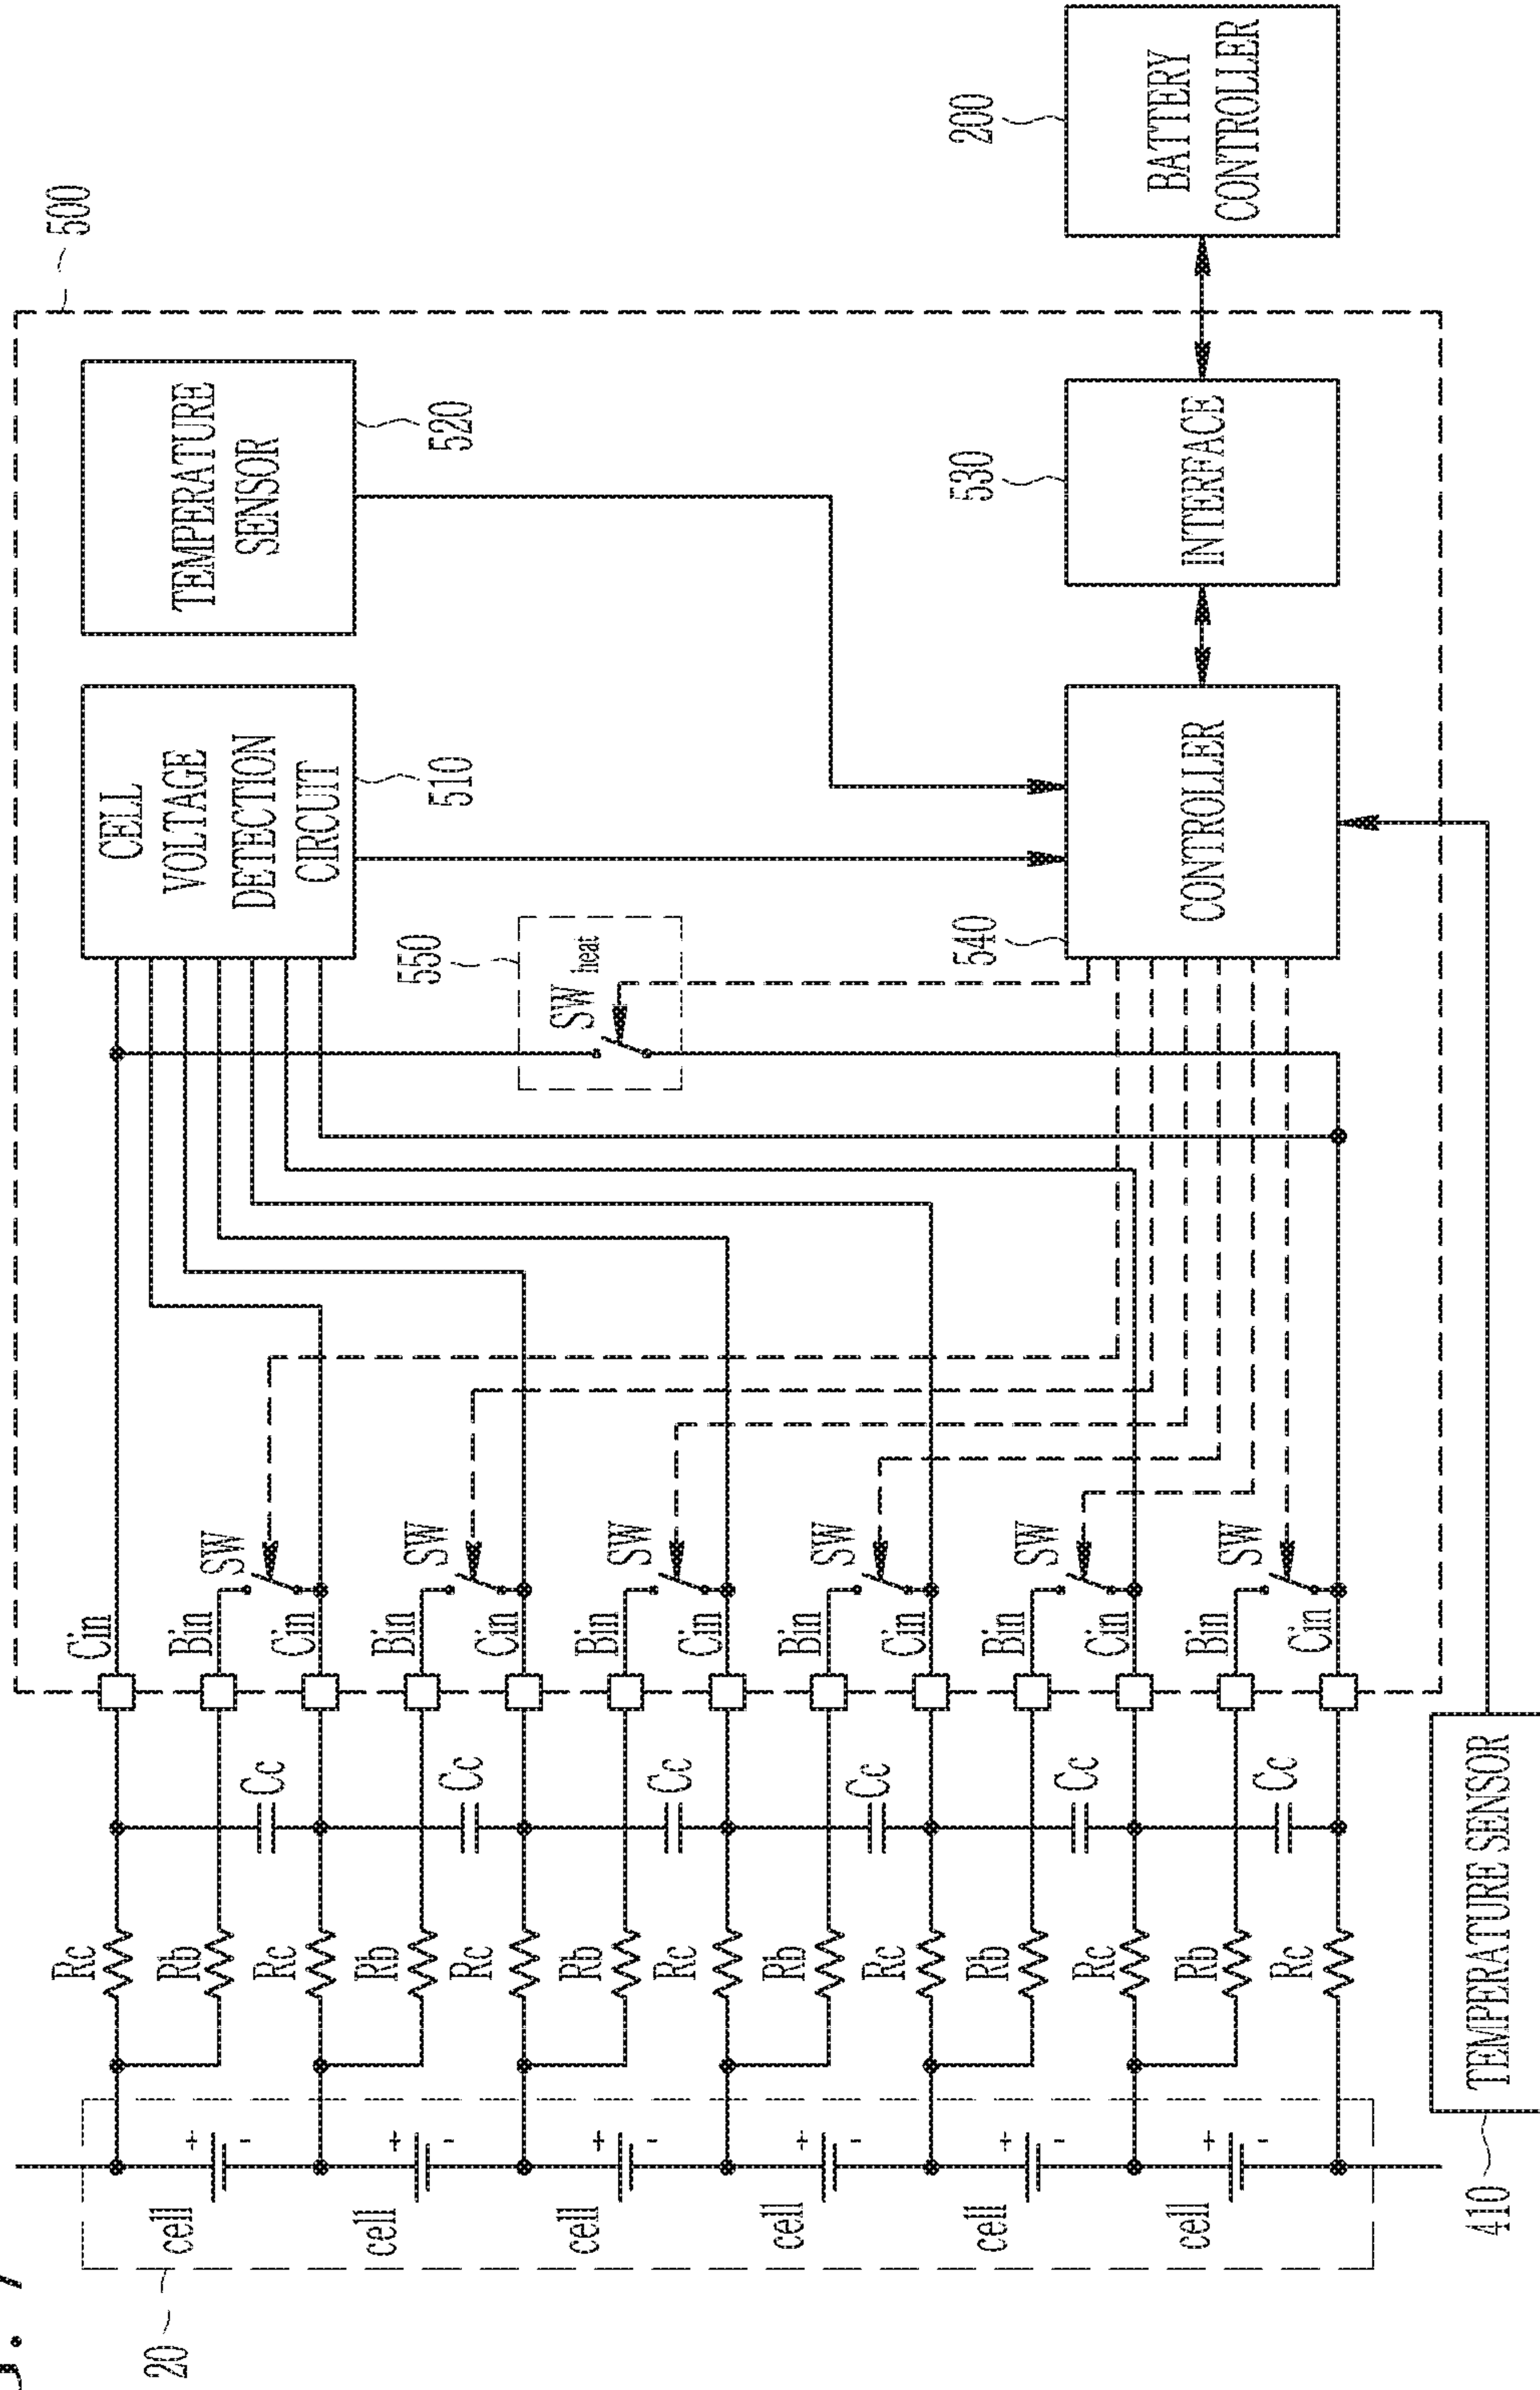 20
cell
+
-
cell
+
-
cell
+
-
cell
+
-
cell
+
-
cell
+
-
Rc
Rb
Rc
Rb
Rc
Rb
Rc
Rb
Rc
Rb
Rc
Rb
Rc
Cc
Cc
Cc
Cc
Cc
Cc
Cin
Bin
Cin
Bin
Cin
Bin
Cin
Bin
Cin
Bin
Cin
Bin
Cin
SW
SW
SW
SW
SW
SW
500
CELL
VOLTAGE
DETECTION
CIRCUIT
510
TEMPERATURE
SENSOR
520
550
SW heat
540
CONTROLLER
530
INTERFACE
200
BATTERY
CONTROLLER
410
TEMPERATURE SENSOR